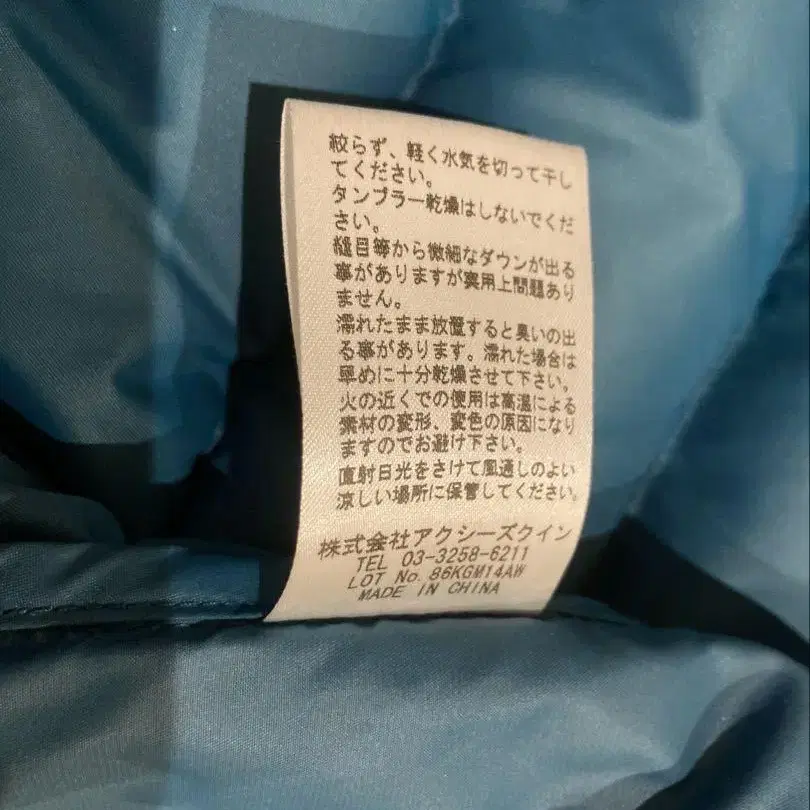 絞らず、軽く水気を切って干し
てください。
タンブラー乾燥はしないでくだ
さい。
縫目等から微細なダウンが出る
事がありますが実用上問題あり
ません。
濡れたまま放置すると臭いの出
る事があります。濡れた場合は
早めに十分乾燥させて下さい。
火の近くでの使用は高温による
素材の変形、変色の原因になり
ますのでお避け下さい。
直射日光をさけて風通しのよい
涼しい場所に保管してください。
株式会社アクシーズクイン
TEL 03-3258-6211
LOT No. 86KGM14AW
MADE IN CHINA